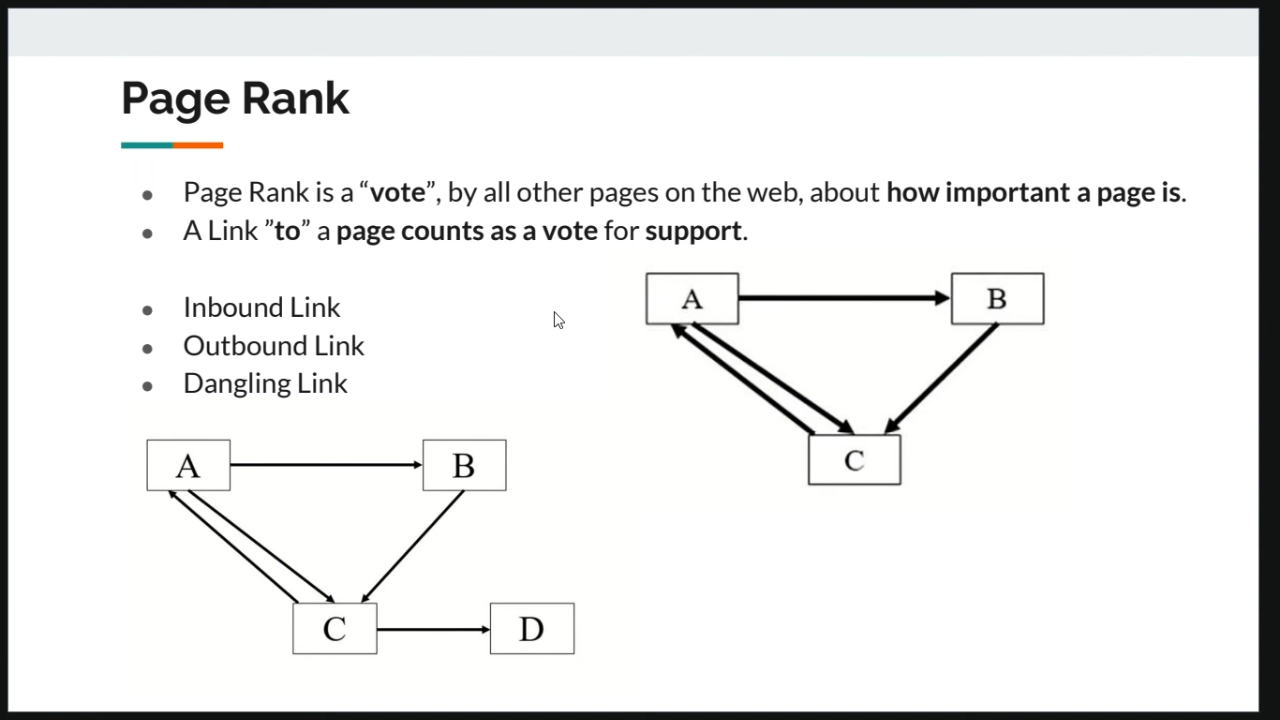 Page Rank
● Page Rank is a “vote”, by all other pages on the web, about how important a page is.
● A Link ”to” a page counts as a vote for support.
● Inbound Link
● Outbound Link
● Dangling Link
A B
C
A B
C D